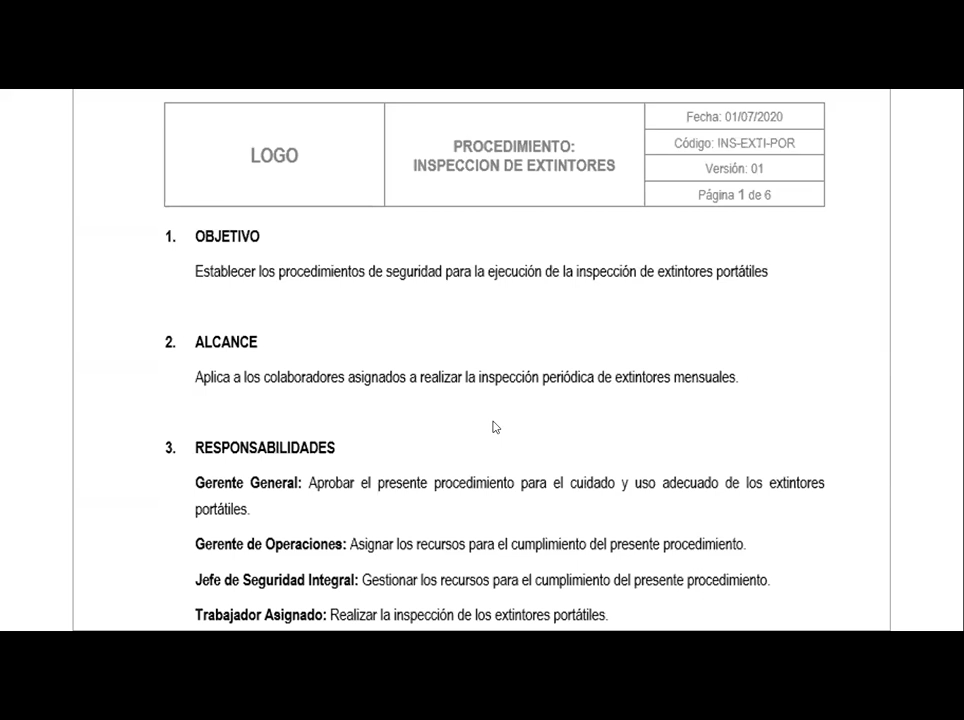 LOGO
PROCEDIMIENTO:
INSPECCION DE EXTINTORES
Fecha: 01/07/2020
Código: INS-EXTI-POR
Versión: 01
Página 1 de 6
1. OBJETIVO
Establecer los procedimientos de seguridad para la ejecución de la inspección de extintores portátiles
2. ALCANCE
Aplica a los colaboradores asignados a realizar la inspección periódica de extintores mensuales.
3. RESPONSABILIDADES
Gerente General: Aprobar el presente procedimiento para el cuidado y uso adecuado de los extintores
portátiles.
Gerente de Operaciones: Asignar los recursos para el cumplimiento del presente procedimiento.
Jefe de Seguridad Integral: Gestionar los recursos para el cumplimiento del presente procedimiento.
Trabajador Asignado: Realizar la inspección de los extintores portátiles.